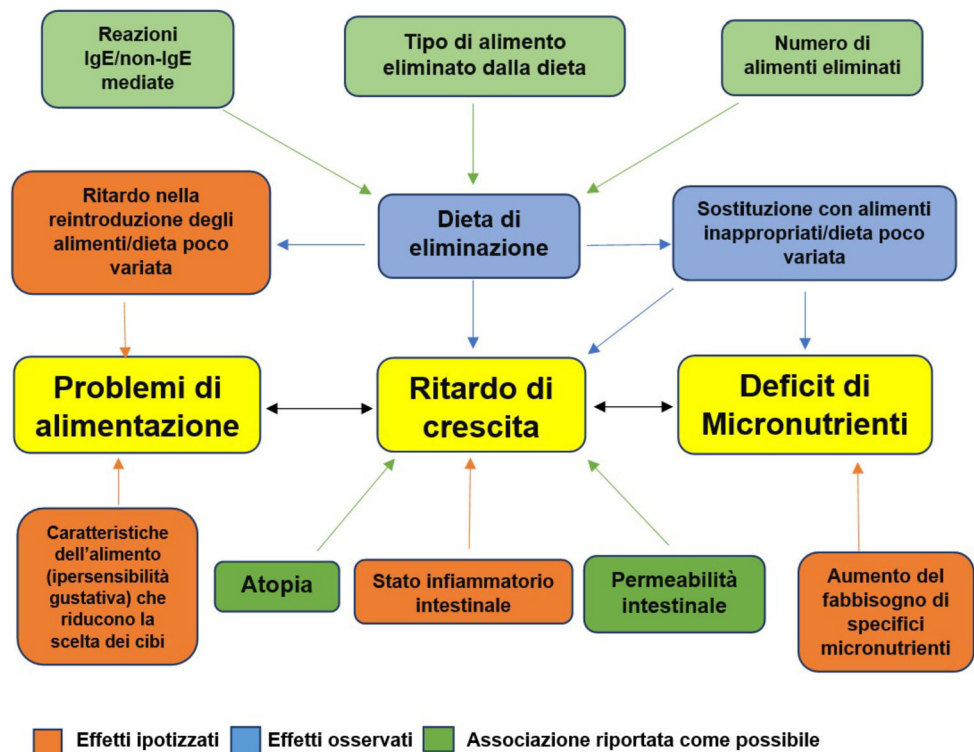 Reazioni
IgE/non-IgE
mediate
Tipo di alimento
eliminato dalla dieta
Numero di
alimenti eliminati
Ritardo nella
reintroduzione degli
alimenti/dieta poco
variata
Dieta di
eliminazione
Sostituzione con alimenti
inappropriati/dieta poco
variata
Problemi di
alimentazione
Ritardo di
crescita
Deficit di
Micronutrienti
Caratteristiche
dell'alimento
(ipersensibilità
gustativa) che
riducono la
scelta dei cibi
Atopia
Stato infiammatorio
intestinale
Permeabilità
intestinale
Aumento del
fabbisogno di
specifici
micronutrienti
Effetti ipotizzati
Effetti osservati
Associazione riportata come possibile